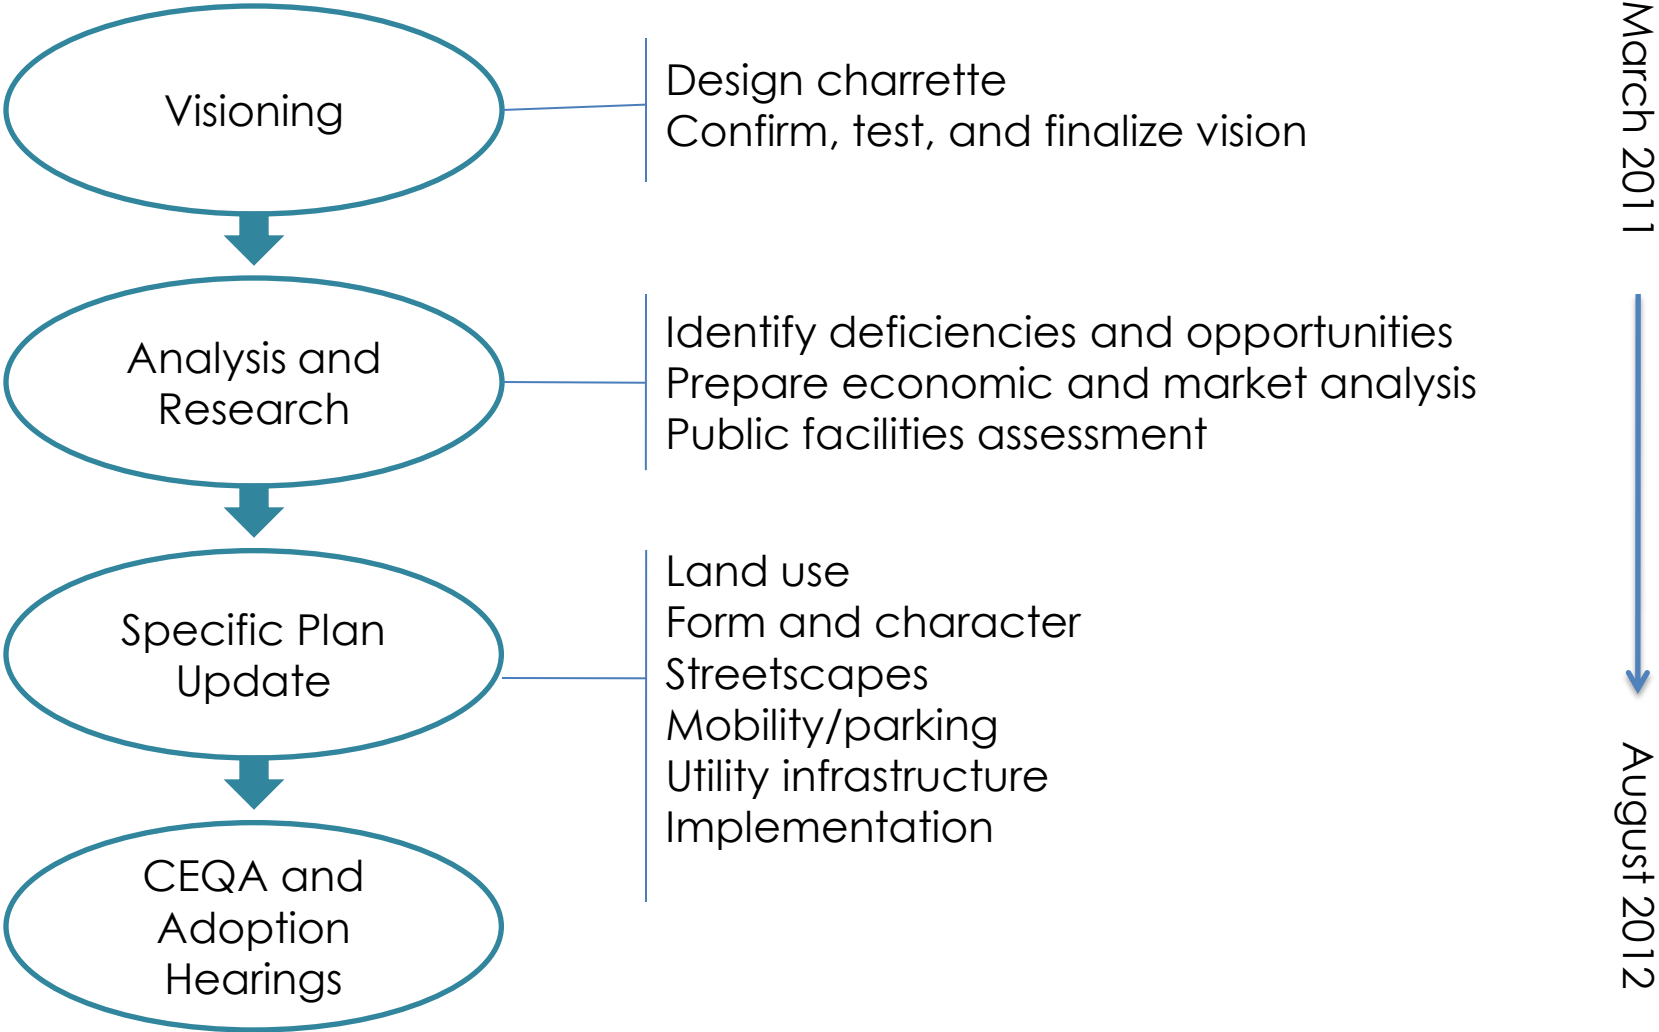 Visioning
Design charrette
Confirm, test, and finalize vision
Analysis and
Research
Identify deficiencies and opportunities
Prepare economic and market analysis
Public facilities assessment
Specific Plan
Update
Land use
Form and character
Streetscapes
Mobility/parking
Utility infrastructure
Implementation
CEQA and
Adoption
Hearings
March 2011
August 2012